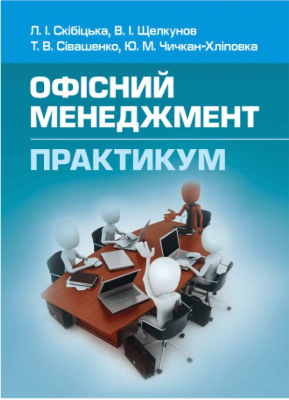 Л. І. Скібіцька, В. І. Щелкунов
Т. В. Сівашенко, Ю. М. Чичкан-Хліповка
ОФІСНИЙ
МЕНЕДЖМЕНТ
ПРАКТИКУМ